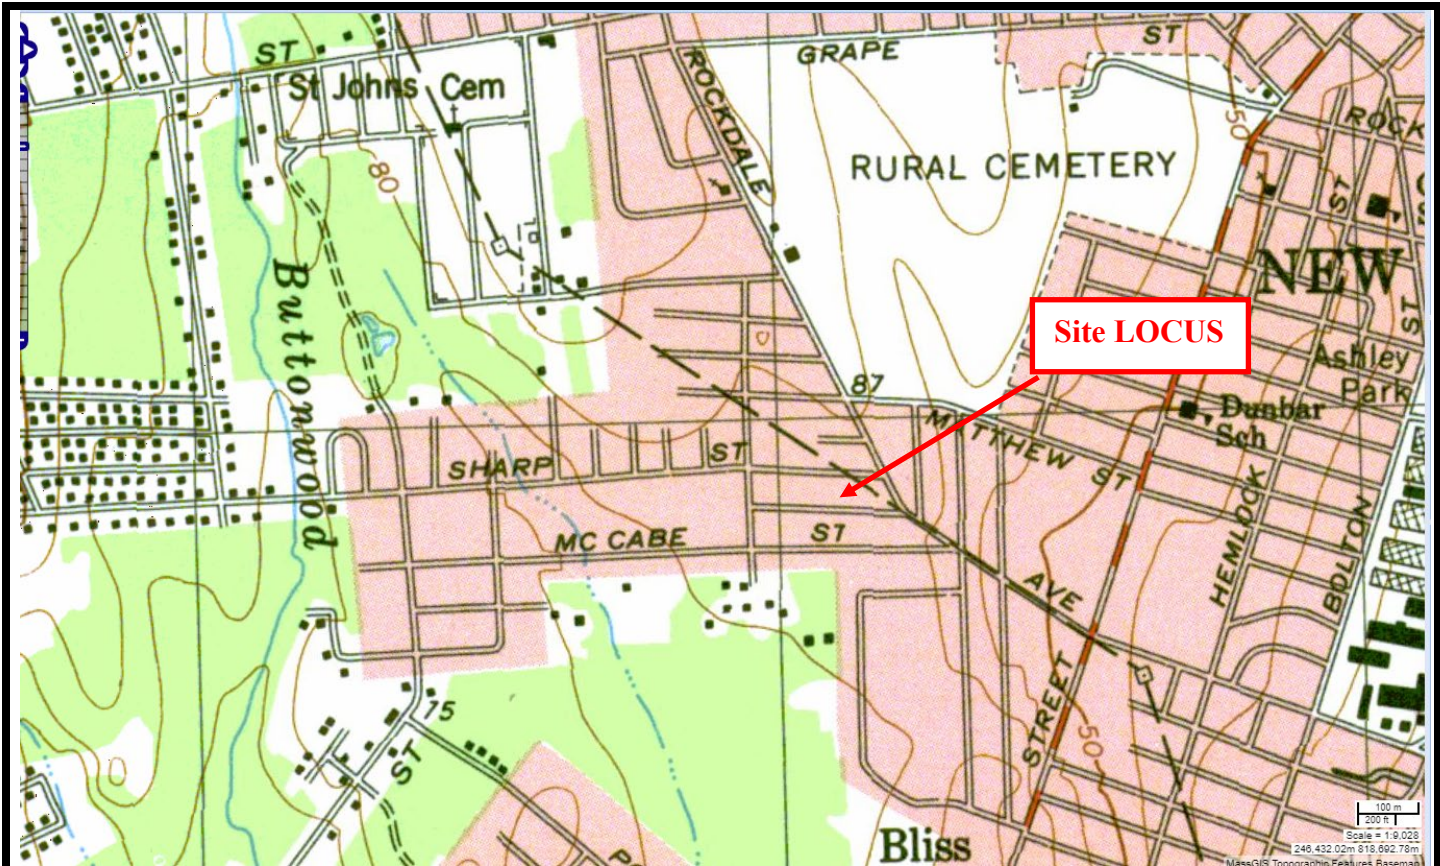 ST
GRAPE
ST
St Johns Cem
ROCKDALE
50
ROCK
80
RURAL CEMETERY
ST
NEW
Buttonwood
Site LOCUS
ST
Ashley
Park
87
MATTHEW ST
Dunbar
Sch
SHARP
ST
MC CABE
ST
HEMLOCK
BOLTON
AVE
STREET
75
ST
50
Bliss
100 m
200 ft
Scale = 1:9,028
246,432.02m 818,692.78m
MassGIS Topographic Features Basemap